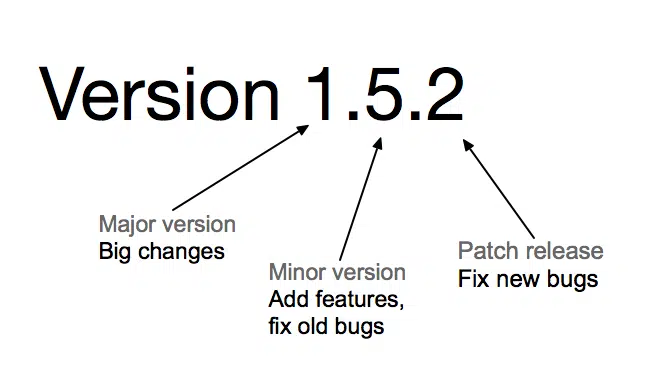 Version 1.5.2
Major version
Big changes
Minor version
Add features,
fix old bugs
Patch release
Fix new bugs